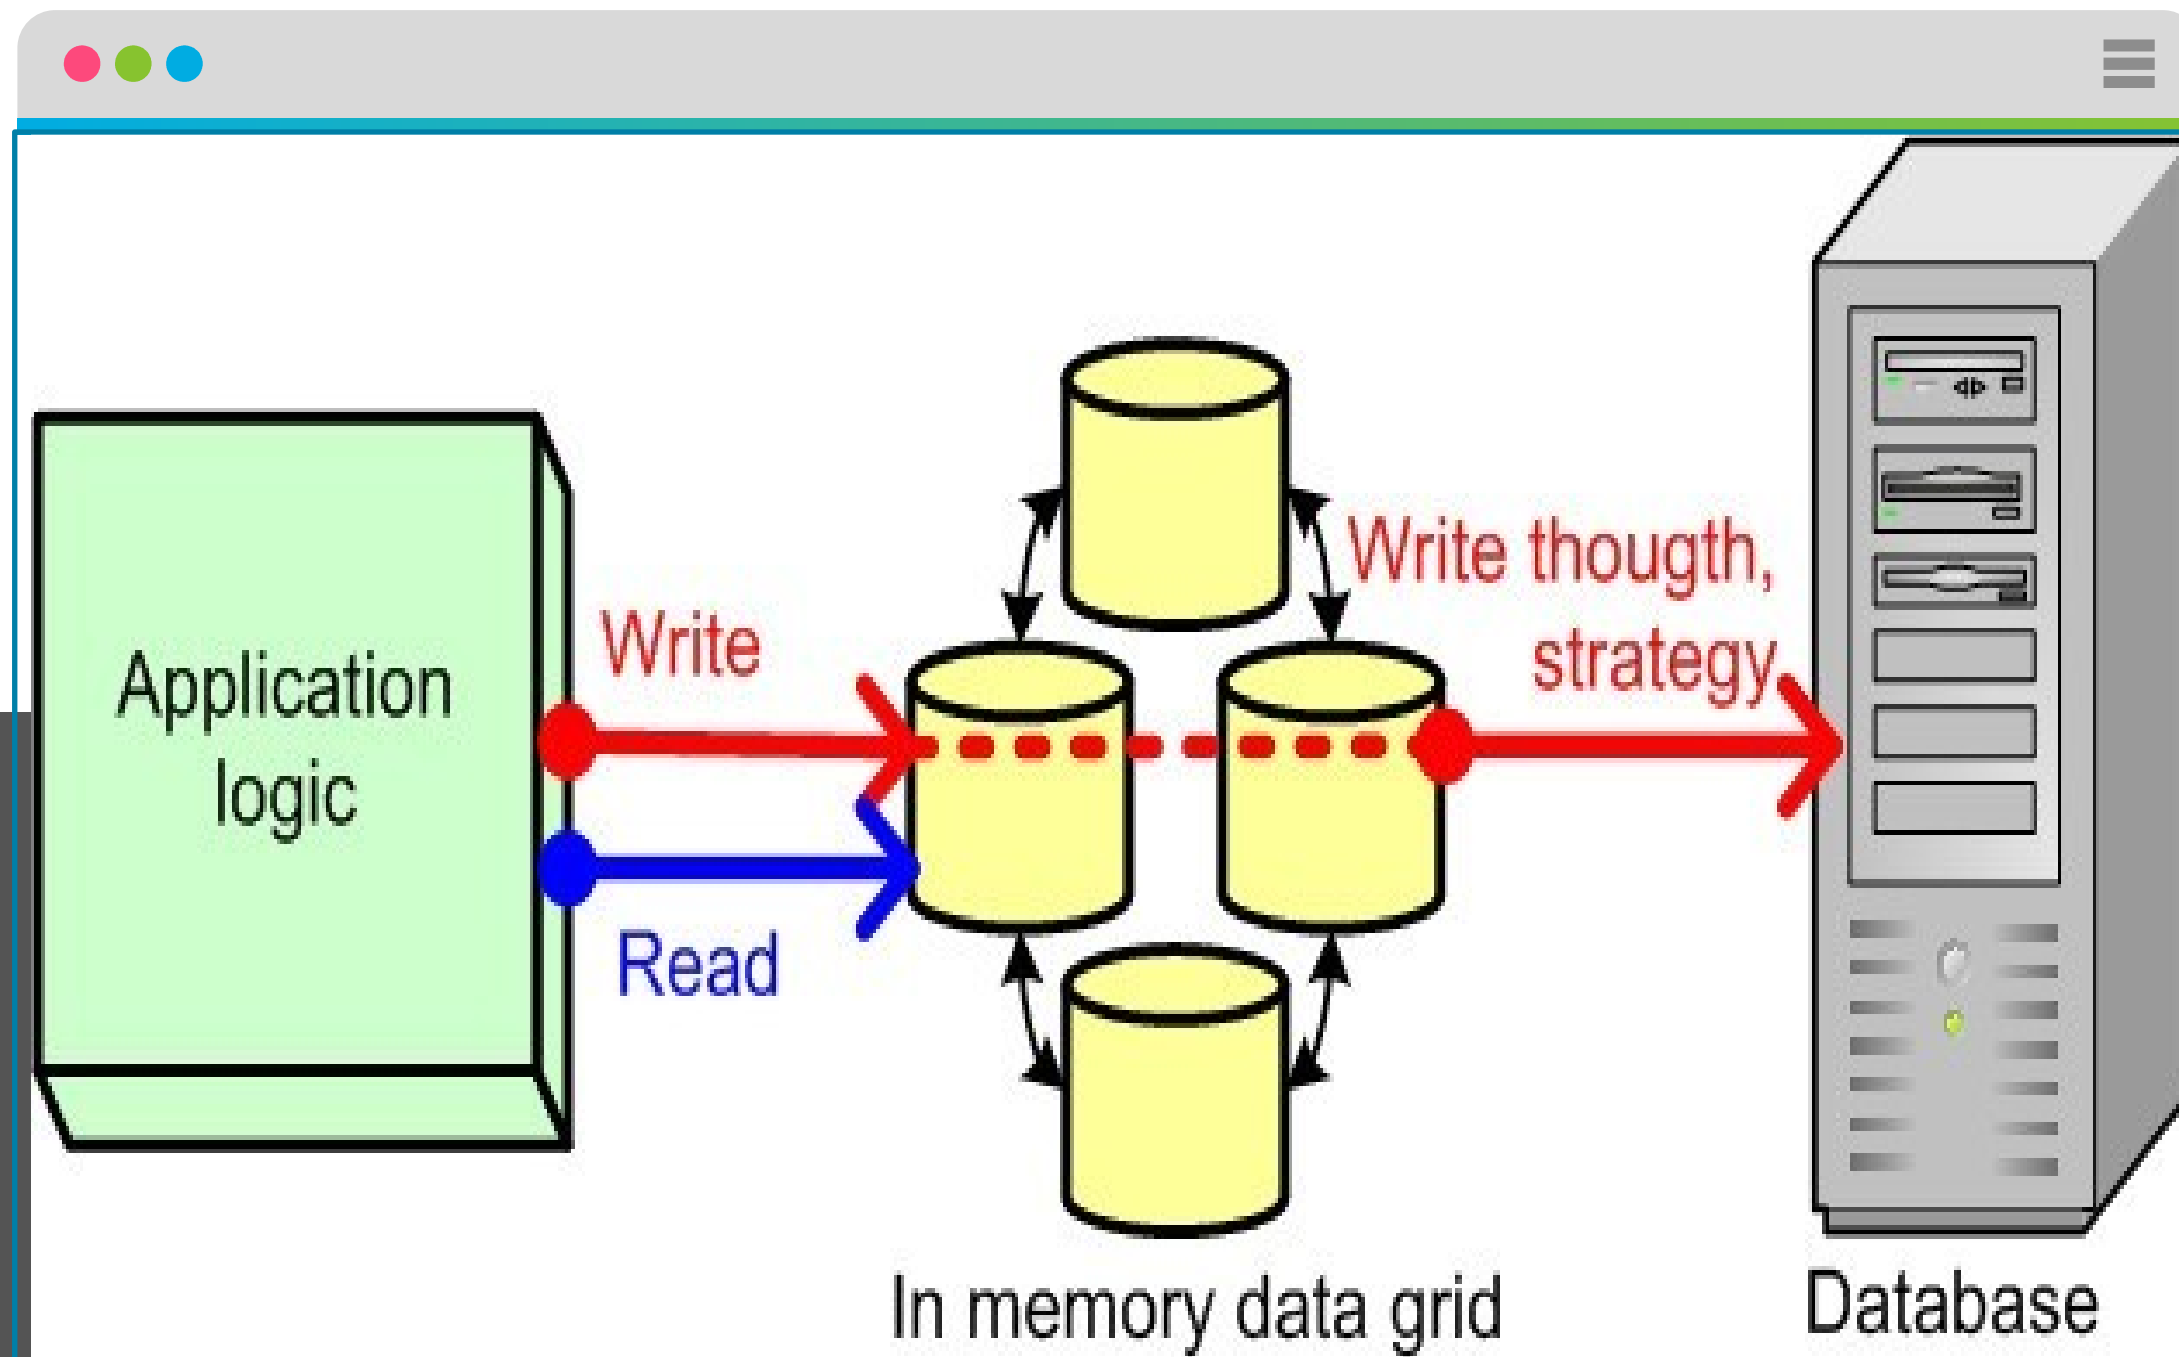 Application
logic
Write
Read
Write thougth,
strategy
In memory data grid
Database